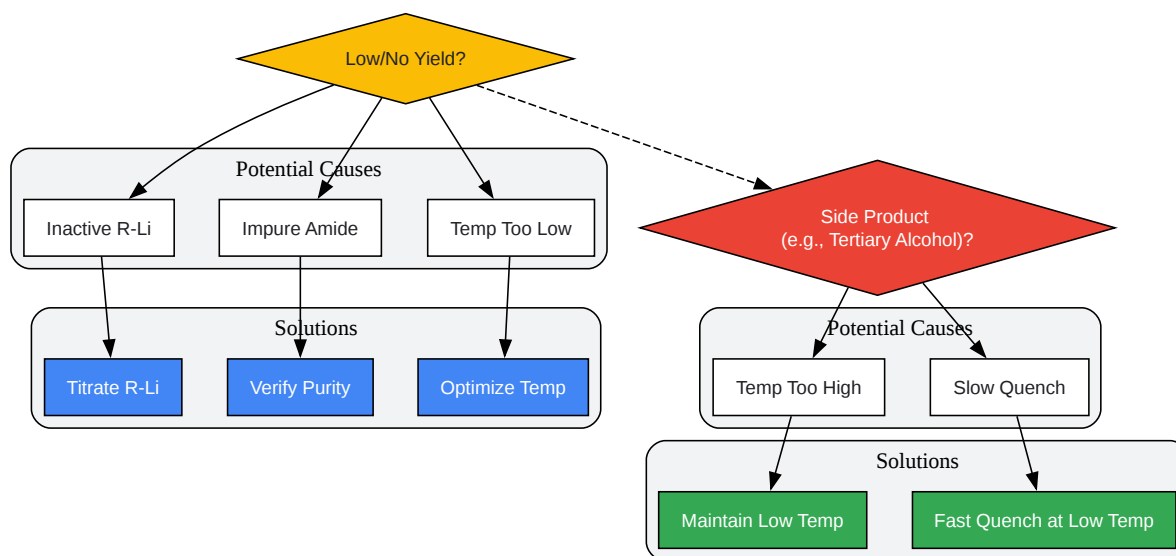 Low/No Yield?
Potential Causes
Inactive R-Li
Impure Amide
Temp Too Low
Side Product
(e.g., Tertiary Alcohol)?
Solutions
Titrate R-Li
Verify Purity
Optimize Temp
Potential Causes
Temp Too High
Slow Quench
Solutions
Maintain Low Temp
Fast Quench at Low Temp